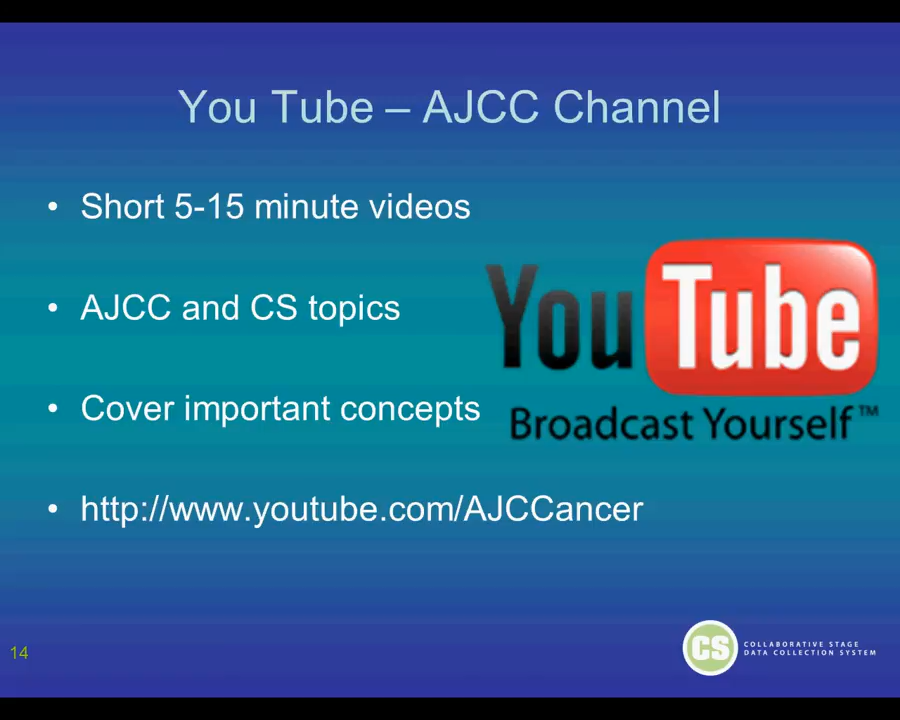 You Tube – AJCC Channel
• Short 5-15 minute videos
• AJCC and CS topics
• Cover important concepts
• http://www.youtube.com/AJCCancer
YouTube
Broadcast Yourself™
14
CS
COLLABORATIVE STAGE
DATA COLLECTION SYSTEM